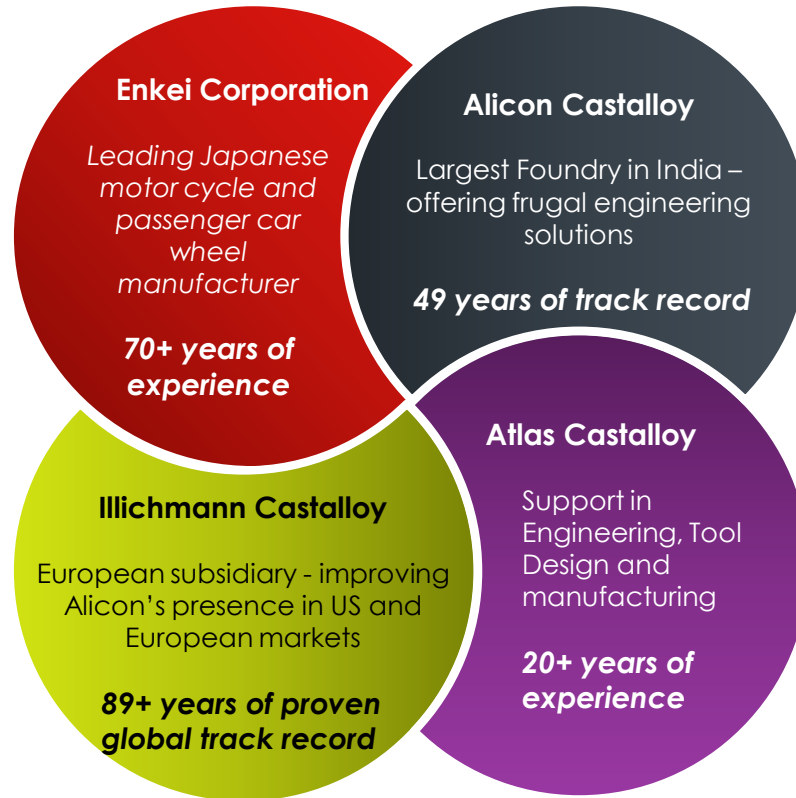 Enkei Corporation
Leading Japanese
motor cycle and
passenger car
wheel
manufacturer
70+ years of
experience
Alicon Castalloy
Largest Foundry in India –
offering frugal engineering
solutions
49 years of track record
Illichmann Castalloy
European subsidiary - improving
Alicon's presence in US and
European markets
89+ years of proven
global track record
Atlas Castalloy
Support in
Engineering, Tool
Design and
manufacturing
20+ years of
experience